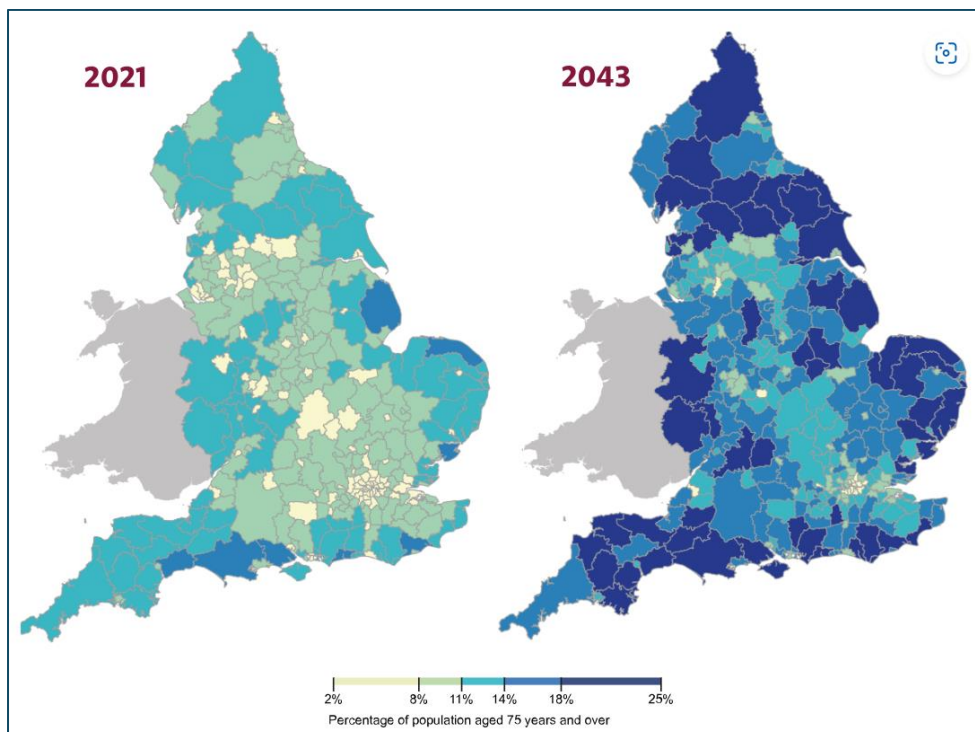 2021
2043
2% 8% 11% 14% 18% 25%
Percentage of population aged 75 years and over